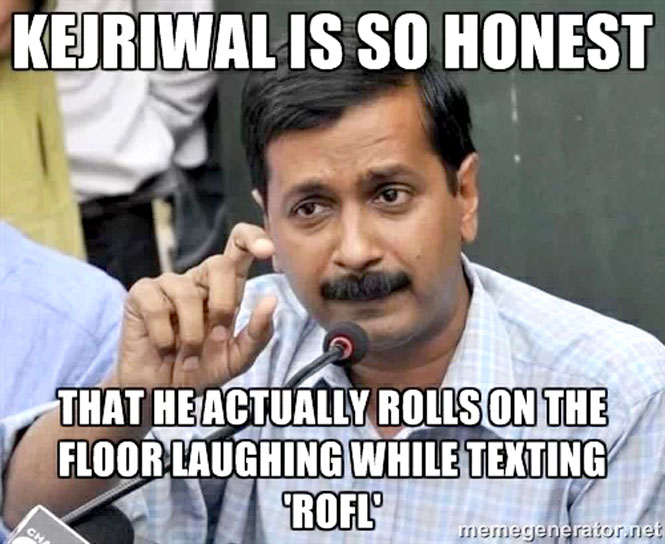 KEJRIWAL IS SO HONEST
THAT HE ACTUALLY ROLLS ON THE
FLOOR LAUGHING WHILE TEXTING
'ROFL'
memegenerator.net